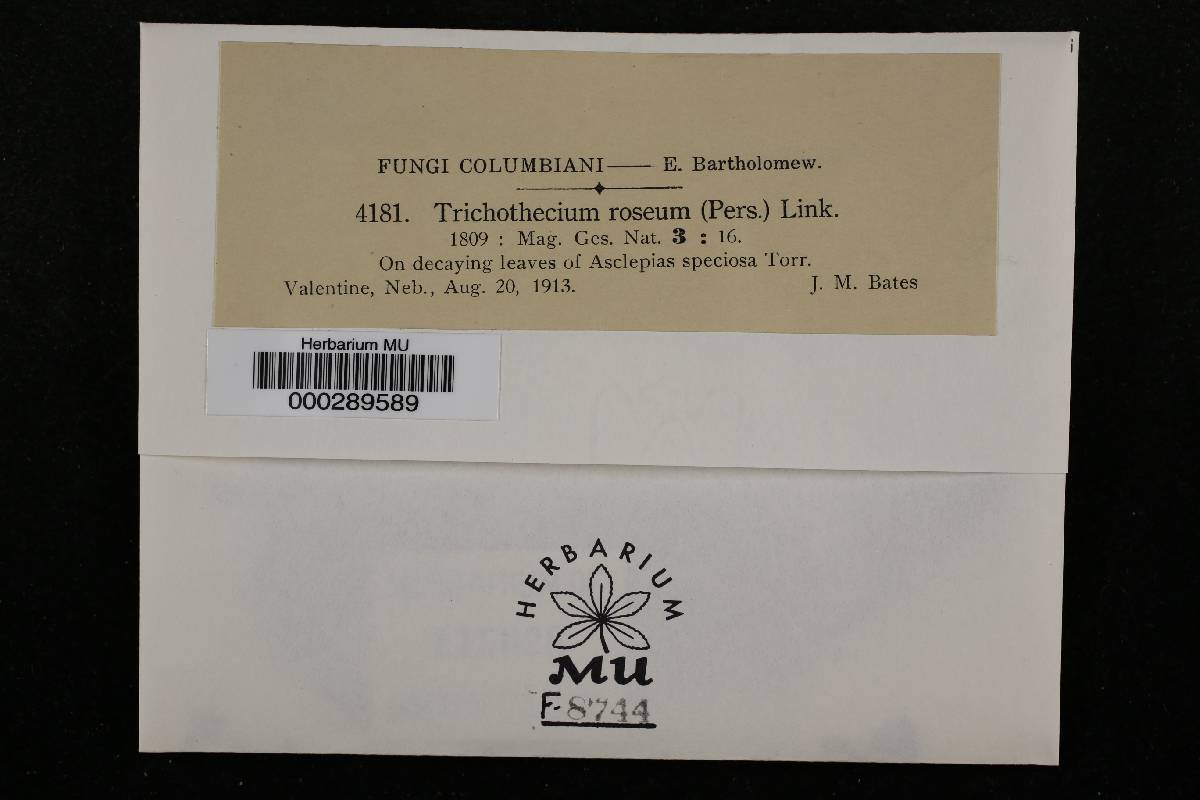 FUNGI COLUMBIANI—— E. Bartholomew.
4181. Trichothecium roseum (Pers.) Link.
1809 : Mag. Ges. Nat. 3 : 16.
On decaying leaves of Asclepias speciosa Torr.
Valentine, Neb., Aug. 20, 1913. J. M. Bates
Herbarium MU
000289589
HERBARIUM
MU
F-8744